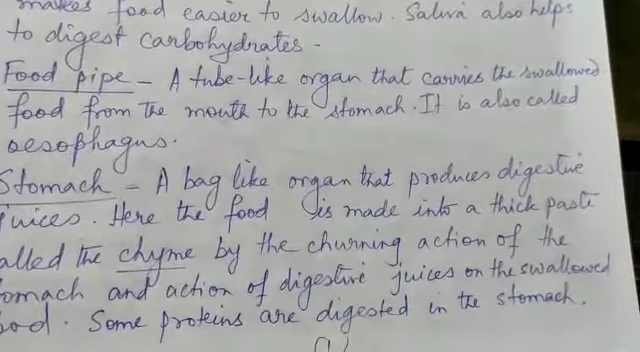 makes food easier to swallow. Saliva also helps
to digest carbohydrates -
Food pipe - A tube-like organ that carries the swallowed
food from the mouth to the stomach. It is also called
oesophagus.
Stomach - A bag like organ that produces digestive
juices. Here the food is made into a thick paste
alled the chyme by the churning action of the
omach and action of digestive juices on the swallowed
ood. Some proteins are digested in the stomach.